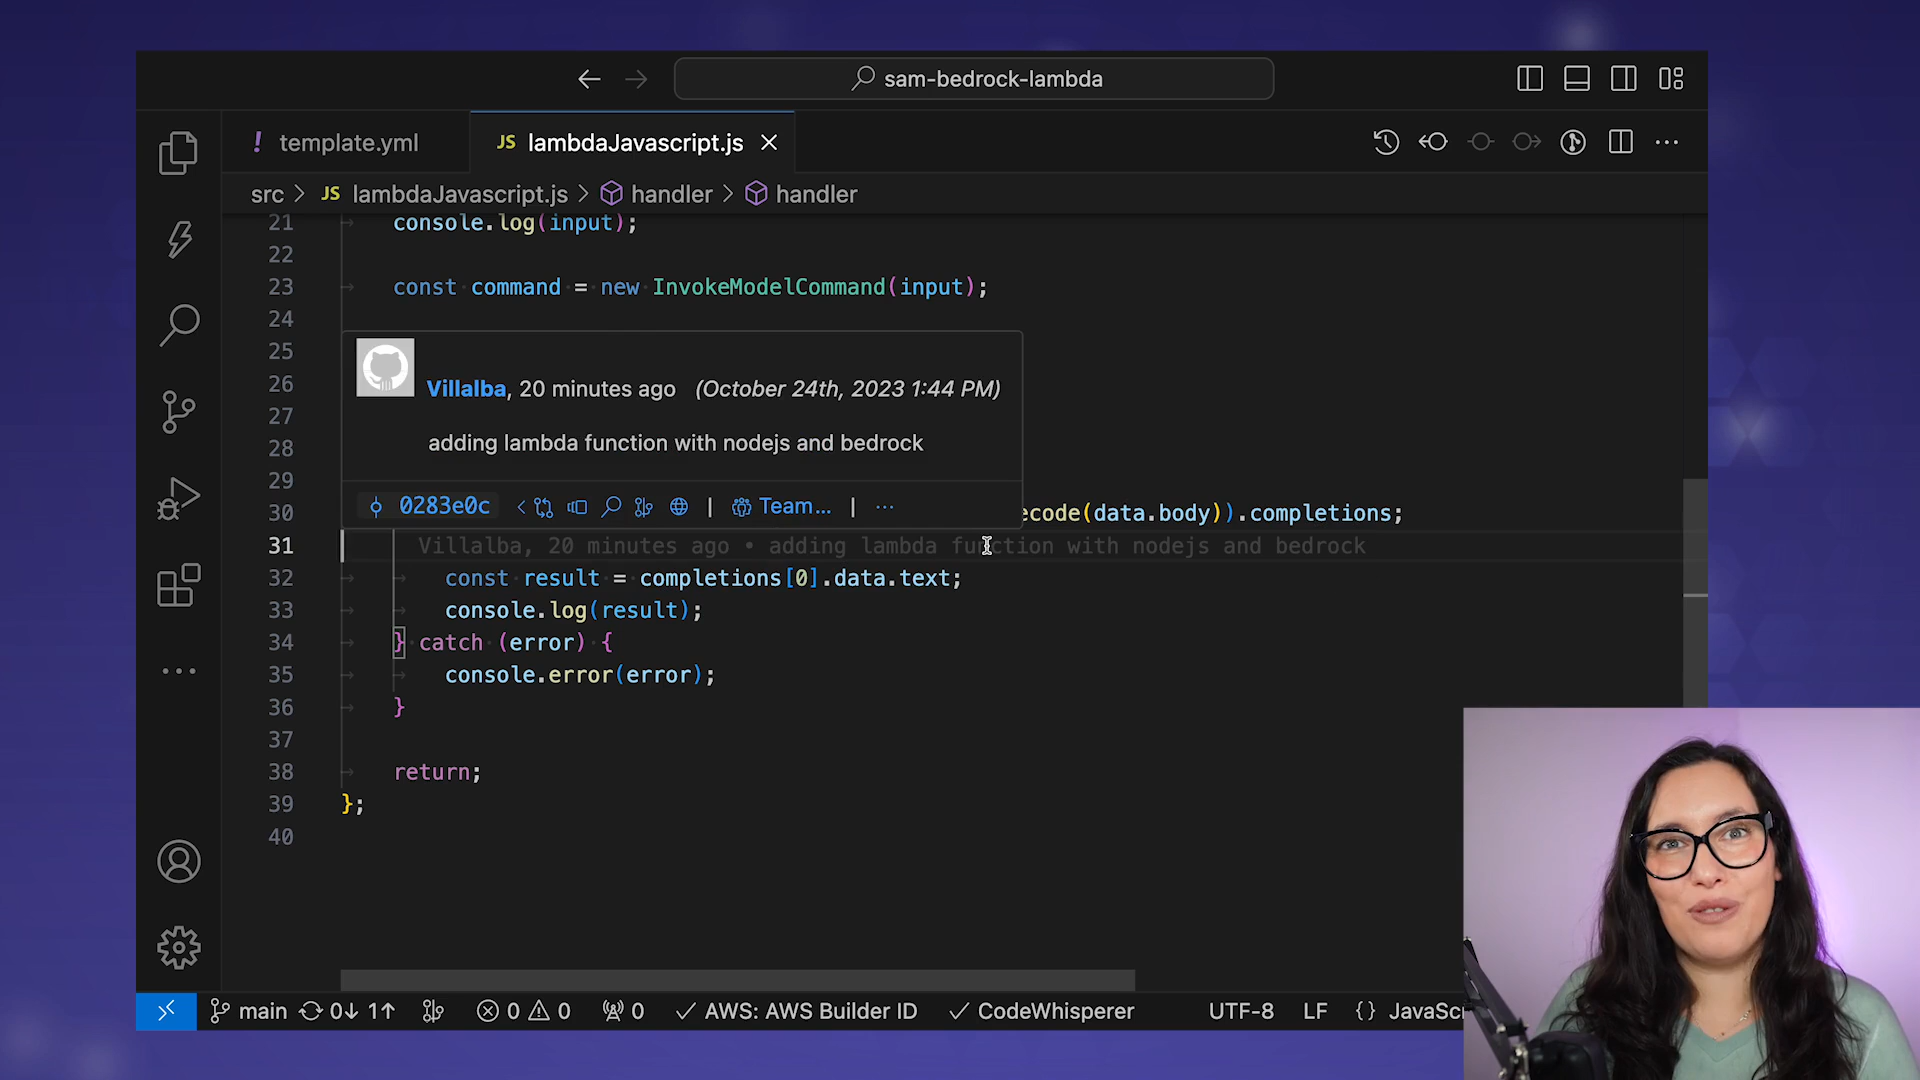 sam-bedrock-lambda
! template.yml
JS lambdaJavascript.js
src > JS lambdaJavascript.js > handler > handler
21 console.log(input);
22
23 const command = new InvokeModelCommand(input);
24
25
26
27
28
29
Villalba, 20 minutes ago (October 24th, 2023 1:44 PM)
adding lambda function with nodejs and bedrock
0283e0c | Team... | ...
30 ecode(data.body)).completions;
31 Villalba, 20 minutes ago • adding lambda function with nodejs and bedrock
32 const result = completions[0].data.text;
33 console.log(result);
34 } catch (error) {
35 console.error(error);
36 }
37
38 return;
39 };
40
main 0↓ 1↑ 0 0 0 AWS: AWS Builder ID CodeWhisperer UTF-8 LF {} JavaSc